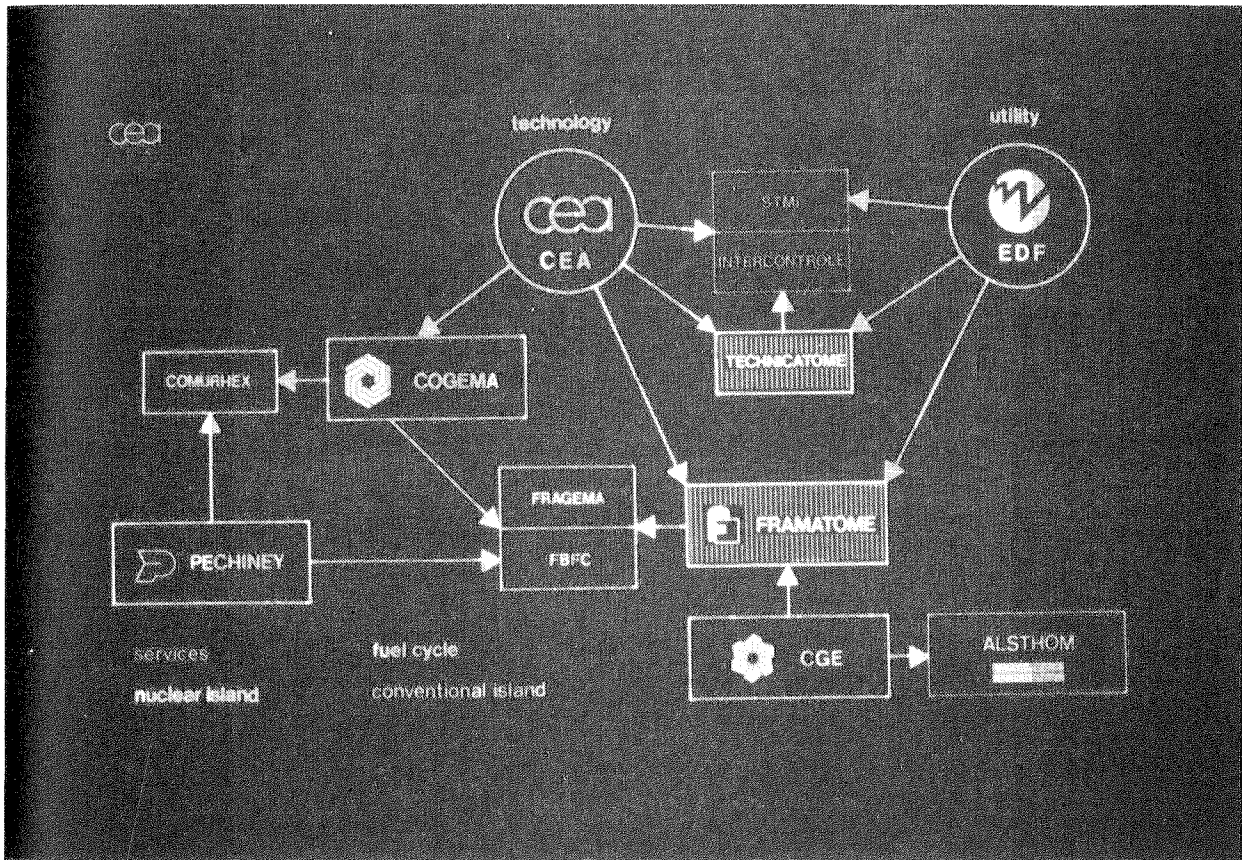 cea
technology
utility
cea
CEA
STMI
INTERCONTROLE
EDF
TECHNICATOME
COMURHEX
COGEMA
FRAGEMA
FBFC
FRAMATOME
PECHINEY
CGE
ALSTHOM
services
fuel cycle
nuclear island
conventional island